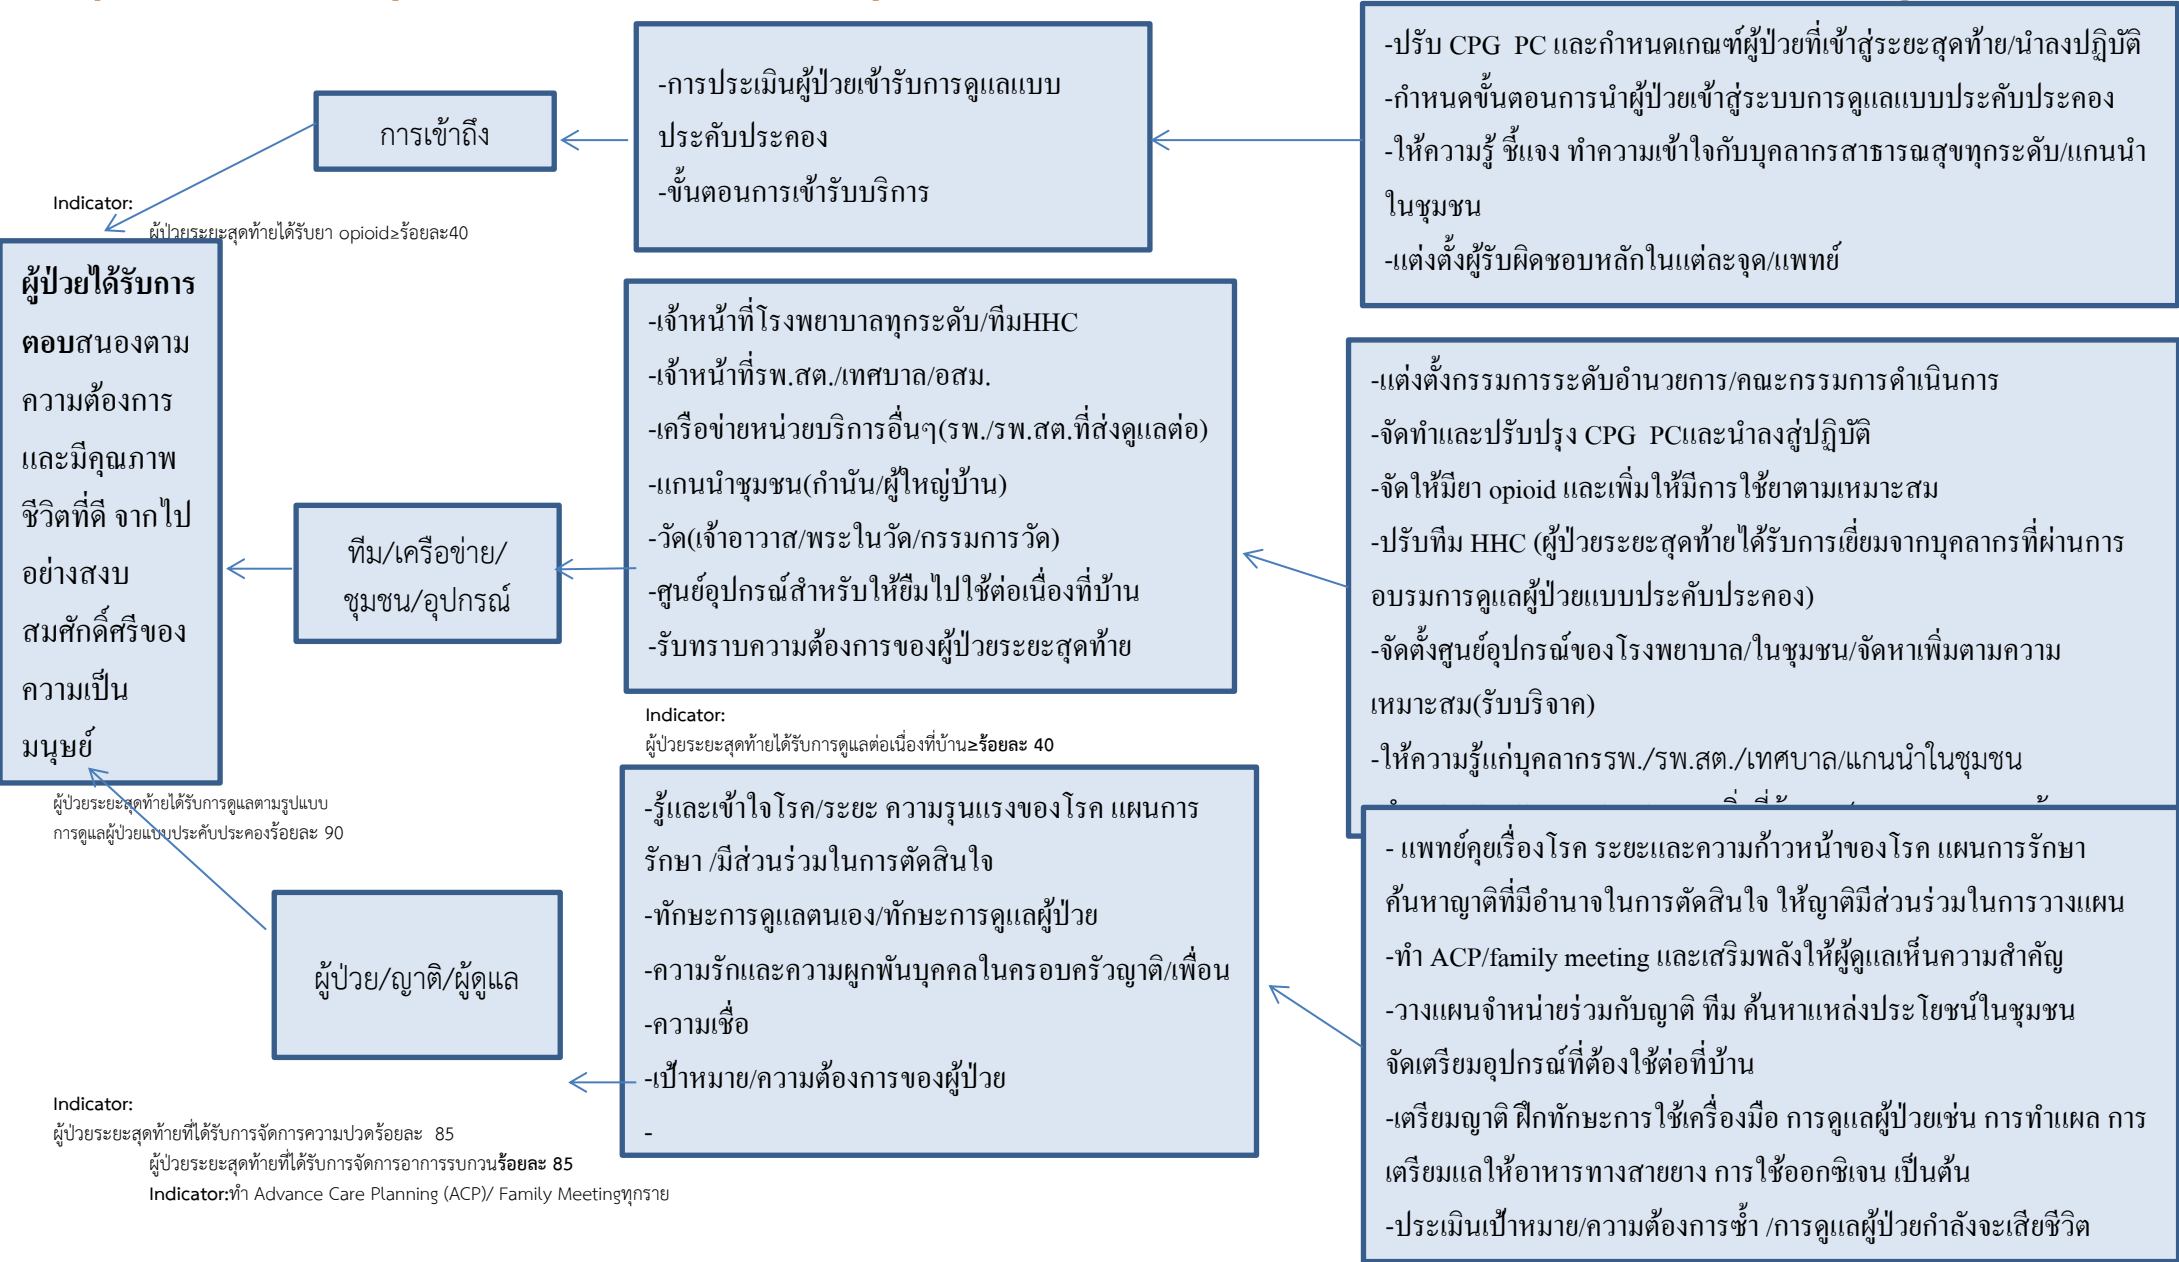 -ปรับ CPG  PC และกำหนดเกณฑ์ผู้ป่วยที่เข้าสู่ระยะสุดท้าย/นำลงปฏิบัติ
-กำหนดขั้นตอนการนำผู้ป่วยเข้าสู่ระบบการดูแลแบบประคับประคอง
-ให้ความรู้ ชี้แจง ทำความเข้าใจกับบุคลากรสาธารณสุขทุกระดับ/แกนนำ
ในชุมชน
-แต่งตั้งผู้รับผิดชอบหลักในแต่ละจุด/แพทย์
-การประเมินผู้ป่วยเข้ารับการดูแลแบบ
ประคับประคอง
-ขั้นตอนการเข้ารับบริการ
การเข้าถึง
Indicator:
ผู้ป่วยระยะสุดท้ายได้รับยา opioid≥ร้อยละ40
ผู้ป่วยได้รับการ
ตอบสนองตาม
ความต้องการ
และมีคุณภาพ
ชีวิตที่ดี จากไป
อย่างสงบ
สมศักดิ์ศรีของ
ความเป็น
มนุษย์
ผู้ป่วยระยะสุดท้ายได้รับการดูแลตามรูปแบบ
การดูแลผู้ป่วยแบบประคับประคองร้อยละ 90
ทีม/เครือข่าย/
ชุมชน/อุปกรณ์
-เจ้าหน้าที่โรงพยาบาลทุกระดับ/ทีมHHC
-เจ้าหน้าที่รพ.สต./เทศบาล/อสม.
-เครือข่ายหน่วยบริการอื่นๆ(รพ./รพ.สต.ที่ส่งดูแลต่อ)
-แกนนำชุมชน(กำนัน/ผู้ใหญ่บ้าน)
-วัด(เจ้าอาวาส/พระในวัด/กรรมการวัด)
-ศูนย์อุปกรณ์สำหรับให้ยืมไปใช้ต่อเนื่องที่บ้าน
-รับทราบความต้องการของผู้ป่วยระยะสุดท้าย
Indicator:
ผู้ป่วยระยะสุดท้ายได้รับการดูแลต่อเนื่องที่บ้าน≥ร้อยละ 40
-แต่งตั้งกรรมการระดับอำนวยการ/คณะกรรมการดำเนินการ
-จัดทำและปรับปรุง CPG  PCและนำลงสู่ปฏิบัติ
-จัดให้มียา opioid และเพิ่มให้มีการใช้ยาตามเหมาะสม
-ปรับทีม HHC (ผู้ป่วยระยะสุดท้ายได้รับการเยี่ยมจากบุคลากรที่ผ่านการ
อบรมการดูแลผู้ป่วยแบบประคับประคอง)
-จัดตั้งศูนย์อุปกรณ์ของโรงพยาบาล/ในชุมชน/จัดหาเพิ่มตามความ
เหมาะสม(รับบริจาค)
-ให้ความรู้แก่บุคลากรรพ./รพ.สต./เทศบาล/แกนนำในชุมชน
ผู้ป่วย/ญาติ/ผู้ดูแล
-รู้และเข้าใจโรค/ระยะ ความรุนแรงของโรค แผนการ
รักษา /มีส่วนร่วมในการตัดสินใจ
-ทักษะการดูแลตนเอง/ทักษะการดูแลผู้ป่วย
-ความรักและความผูกพันบุคคลในครอบครัวญาติ/เพื่อน
-ความเชื่อ
-เป้าหมาย/ความต้องการของผู้ป่วย
-
- แพทย์คุยเรื่องโรค ระยะและความก้าวหน้าของโรค แผนการรักษา
ค้นหาญาติที่มีอำนาจในการตัดสินใจ ให้ญาติมีส่วนร่วมในการวางแผน
-ทำ ACP/family meeting และเสริมพลังให้ผู้ดูแลเห็นความสำคัญ
-วางแผนจำหน่ายร่วมกับญาติ ทีม ค้นหาแหล่งประโยชน์ในชุมชน
จัดเตรียมอุปกรณ์ที่ต้องใช้ต่อที่บ้าน
-เตรียมญาติ ฝึกทักษะการใช้เครื่องมือ การดูแลผู้ป่วยเช่น การทำแผล การ
เตรียมแลให้อาหารทางสายยาง การใช้ออกซิเจน เป็นต้น
-ประเมินเป้าหมาย/ความต้องการซ้ำ /การดูแลผู้ป่วยกำลังจะเสียชีวิต
Indicator:
ผู้ป่วยระยะสุดท้ายที่ได้รับการจัดการความปวดร้อยละ  85
ผู้ป่วยระยะสุดท้ายที่ได้รับการจัดการอาการรบกวนร้อยละ 85
Indicator:ทำ Advance Care Planning (ACP)/ Family Meetingทุกราย